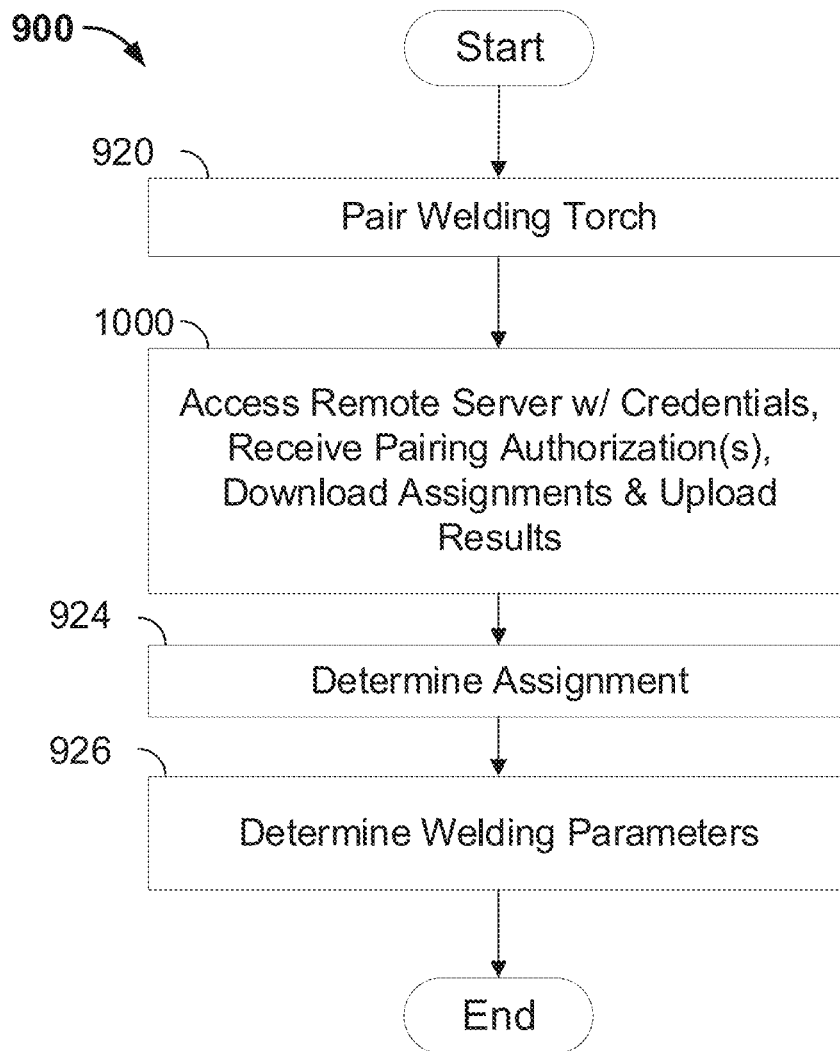 900
Start
920
Pair Welding Torch
1000
Access Remote Server w/ Credentials,
Receive Pairing Authorization(s),
Download Assignments & Upload
Results
924
Determine Assignment
926
Determine Welding Parameters
End